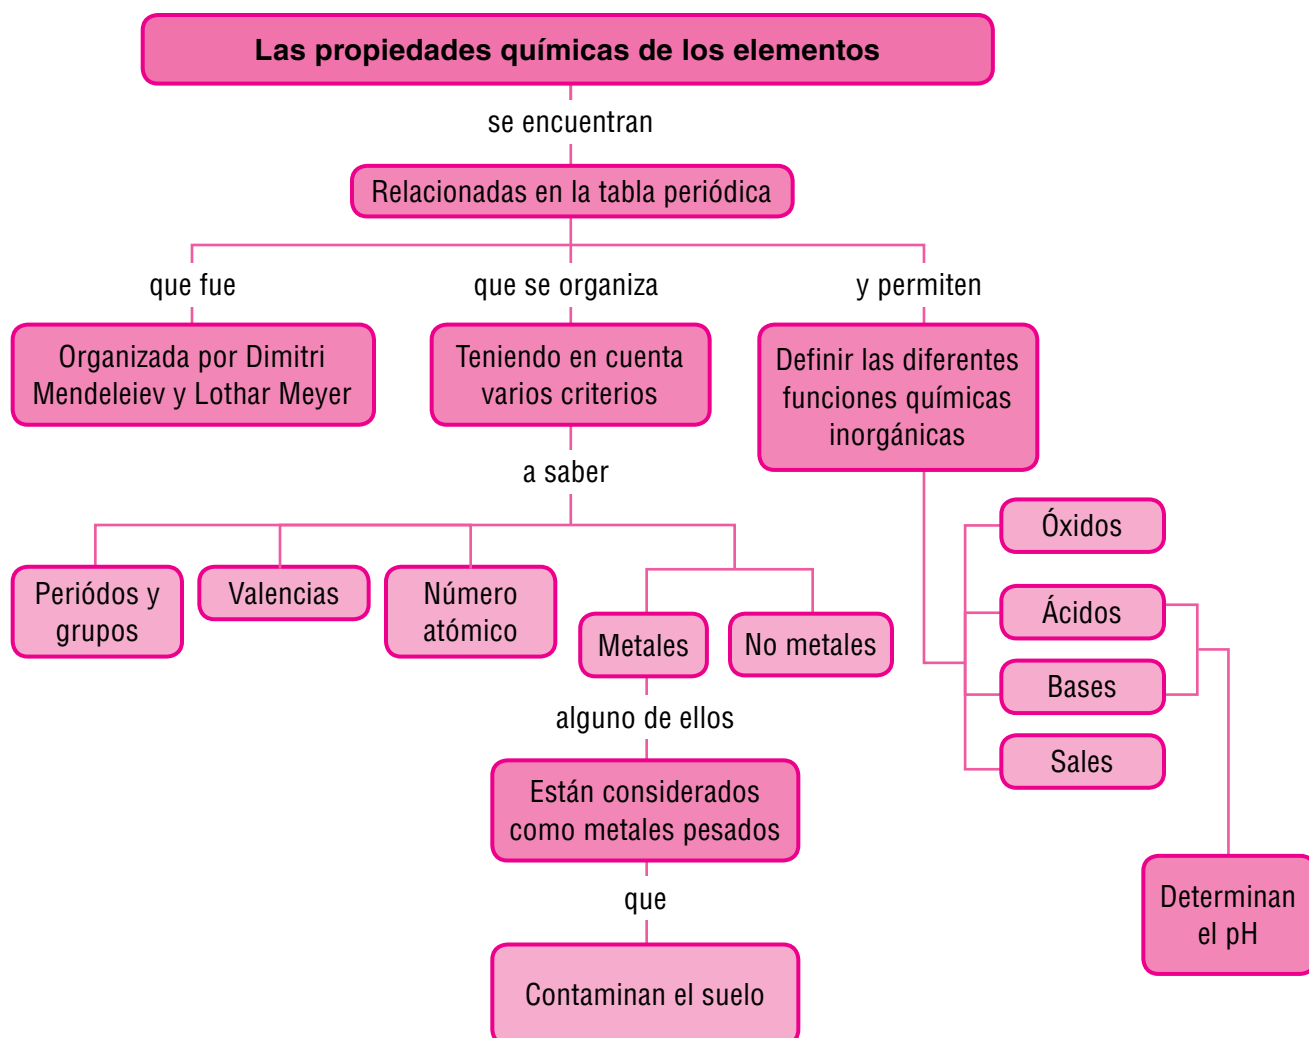 Las propiedades químicas de los elementos
se encuentran
Relacionadas en la tabla periódica
que fue
que se organiza
y permiten
Organizada por Dimitri
Mendeleiev y Lothar Meyer
Teniendo en cuenta
varios criterios
Definir las diferentes
funciones químicas
inorgánicas
a saber
Periódos y
grupos
Valencias
Número
atómico
Metales
No metales
Óxidos
Ácidos
Bases
Sales
alguno de ellos
Están considerados
como metales pesados
que
Contaminan el suelo
Determinan
el pH